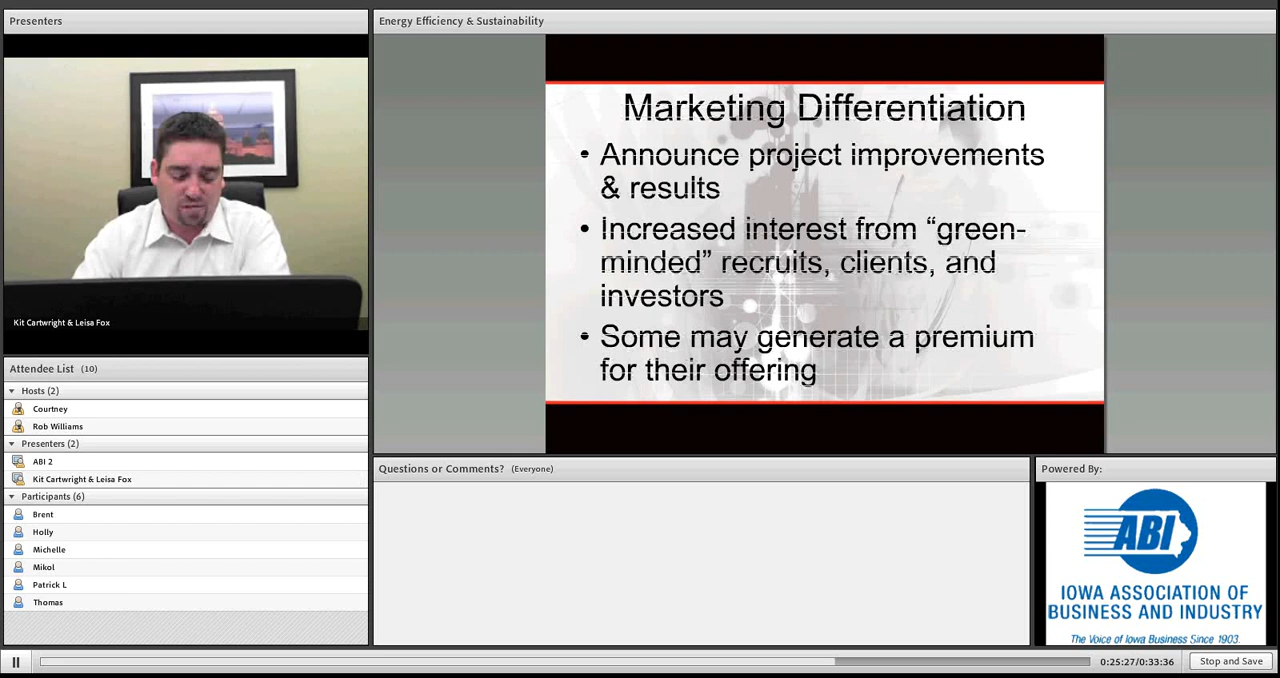 Presenters
Kit Cartwright & Leisa Fox
Attendee List (10)
Hosts (2)
Courtney
Rob Williams
Presenters (2)
ABI 2
Kit Cartwright & Leisa Fox
Participants (6)
Brent
Holly
Michelle
Mikol
Patrick L
Thomas
Energy Efficiency & Sustainability
Marketing Differentiation
• Announce project improvements
& results
• Increased interest from “green-
minded” recruits, clients, and
investors
• Some may generate a premium
for their offering
Questions or Comments? (Everyone)
Powered By:
ABI
IOWA ASSOCIATION OF
BUSINESS AND INDUSTRY
The Voice of Iowa Business Since 1903.
0:25:27/0:33:36
Stop and Save